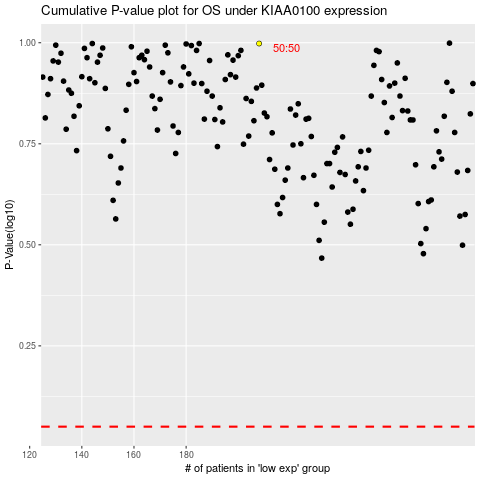 Cumulative P-value plot for OS under KIAA0100 expression
1.00
50:50
0.75
0.50
0.25
P-Value(log10)
120 140 160 180
# of patients in 'low exp' group